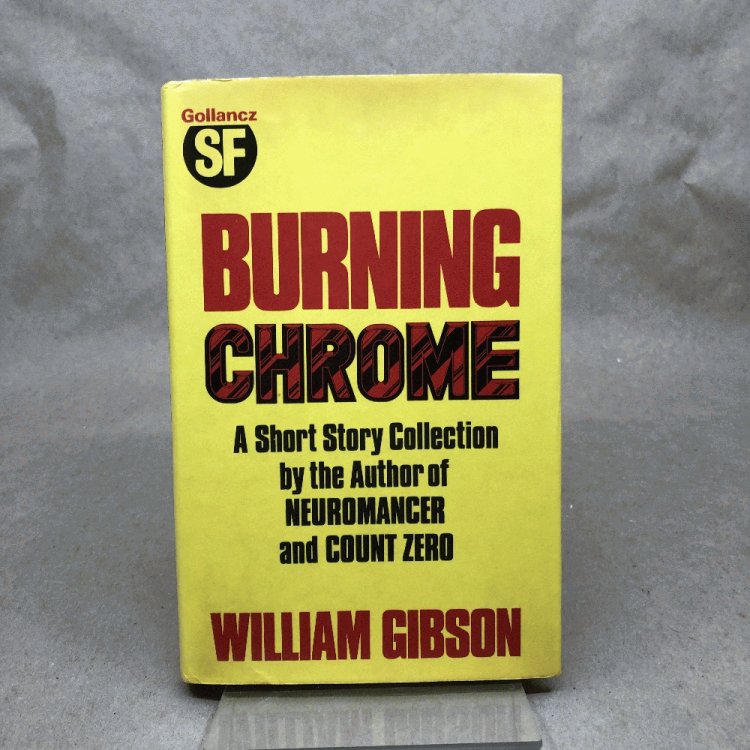 Gollancz
SF
BURNING
CHROME
A Short Story Collection
by the Author of
NEUROMANCER
and COUNT ZERO
WILLIAM GIBSON